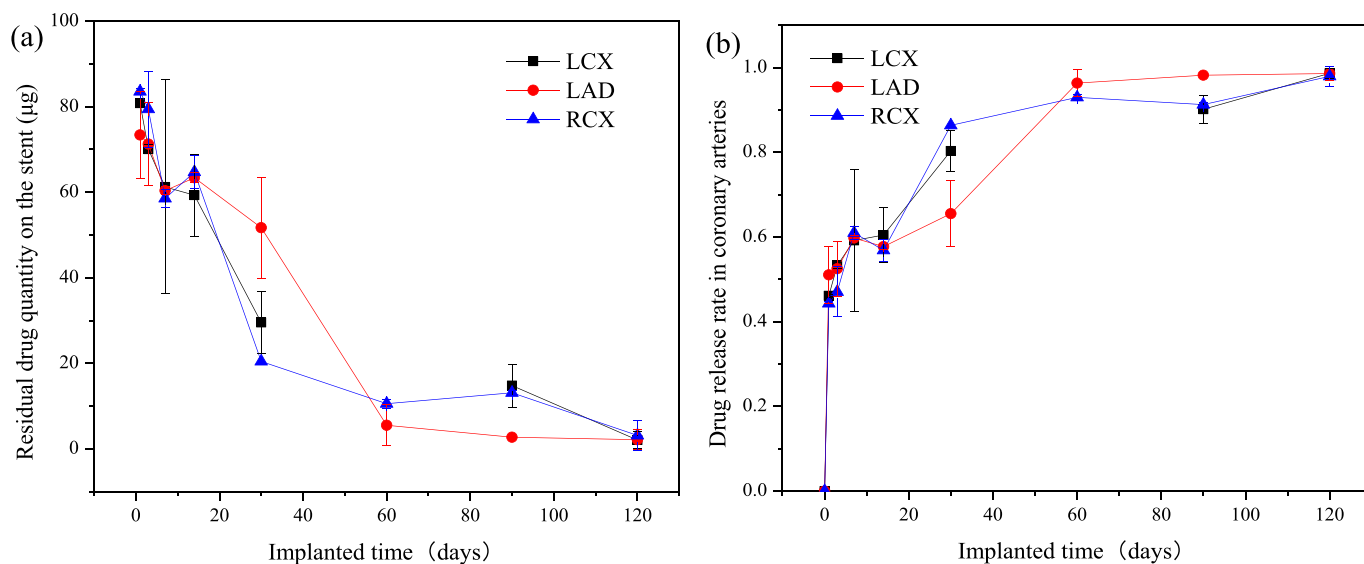 (a)
Residual drug quantity on the stent (μg)
100
80
60
40
20
0
LCX
LAD
RCX
0
20
40
60
80
100
120
Implanted time（days）
(b)
Drug release rate in coronary arteries
1.0
0.8
0.6
0.4
0.2
0.0
LCX
LAD
RCX
0
20
40
60
80
100
120
Implanted time（days）